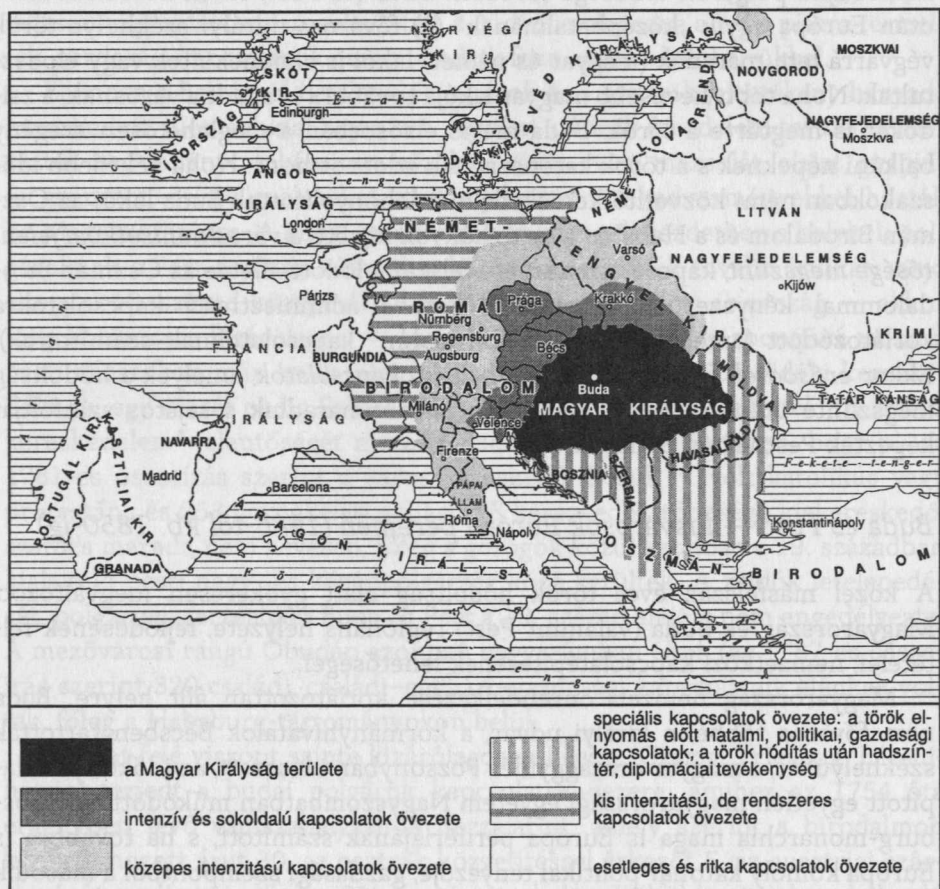 NORVÉG
KIR.
SVÉD
KIRÁLYSÁG
MOSZKVAI
NOVGOROD
NAGYFEJEDELEMSÉG
Moszkva
SKÓT
KIR.
Edinburgh
Északi
ÍRORSZÁG
DÁN KIR.
LOVAGREND
ANGOL
KIRÁLYSÁG
London
NÉMET
NÉMET
LITVÁN
NAGYFEJEDELEMSÉG
Kijów
LENGYEL
KIR.
Varsó
Párizs
RÓMAI
Prága
Krakkó
Nürnberg
Regensburg
Augsburg
Bécs
FRANCIA
BURGUNDIA
KRÍMI
TATÁR KÁNSÁG
BIRODALOM
Buda
MAGYAR KIRÁLYSÁG
MOLDVA
HAVASALFÖLD
Milánó
Velence
KIRÁLYSÁG
NAVARRA
PORTUGÁL KIR.
KASZTÍLIAI KIR.
Firenze
BOSZNIA
SZERBIA
Fekete-tenger
Madrid
Barcelona
PÁPAI
ÁLLAM
Róma
Nápoly
Konstantinápoly
GRANADA
ARAGÓN KIRÁLYSÁG
OSZMÁN BIRODALOM
a Magyar Királyság területe
intenzív és sokoldalú kapcsolatok övezete
közepes intenzitású kapcsolatok övezete
speciális kapcsolatok övezete: a török el-
őnyomás előtt hatalmi, politikai, gazdasági
kapcsolatok; a török hódítás után hadszín-
tér, diplomáciai tevékenység
kis intenzitású, de rendszeres
kapcsolatok övezete
esetleges és ritka kapcsolatok övezete